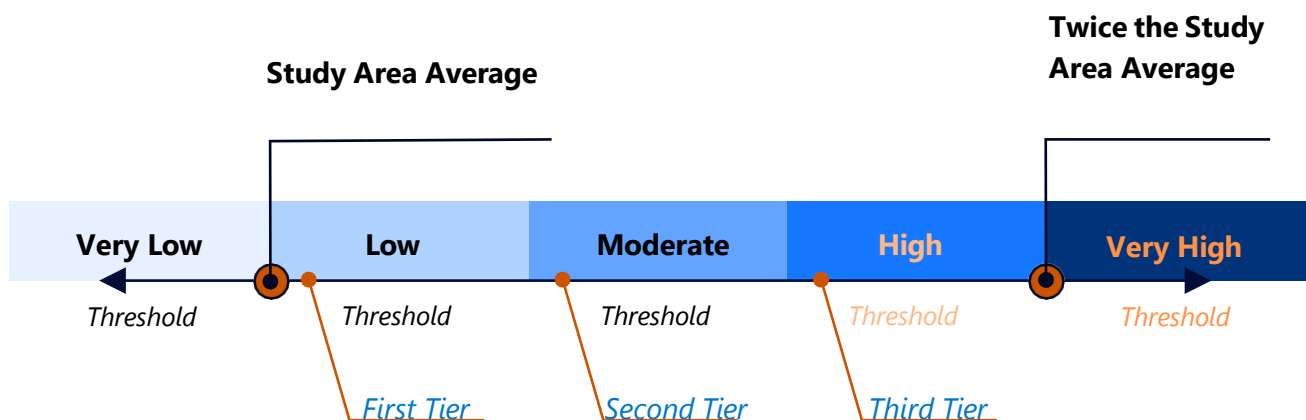 Twice the Study
Area Average
Study Area Average
Very Low
Low
Moderate
High
Very High
Threshold
Threshold
Threshold
Threshold
Threshold
First Tier
Second Tier
Third Tier